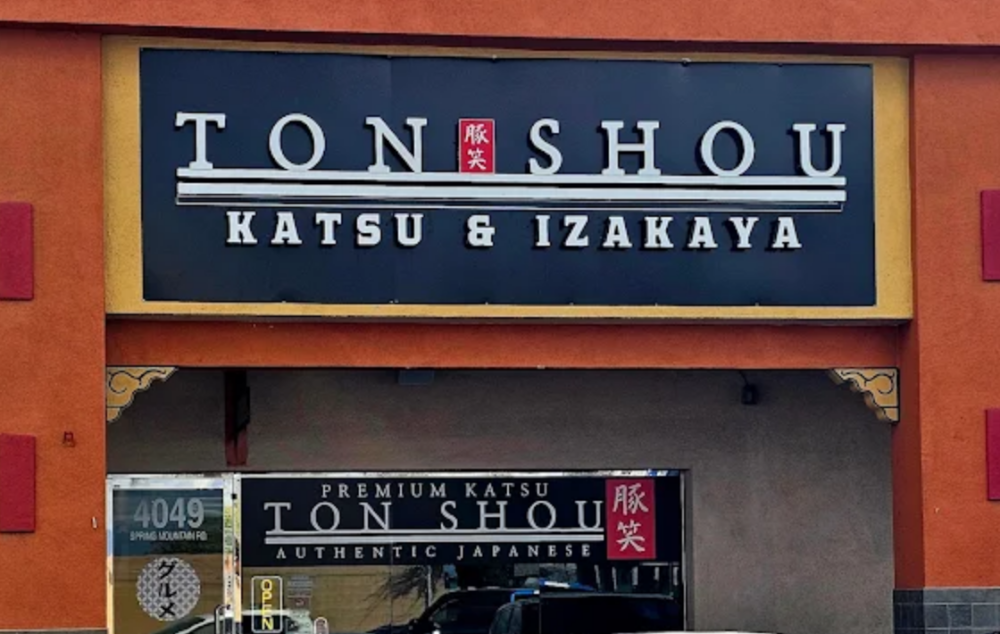 TON 豚笑 SHOU
KATSU & IZAKAYA
PREMIUM KATSU
TON SHOU 豚笑
AUTHENTIC JAPANESE
4049
SPRING MOUNTAIN RD.
グルメ
OPEN